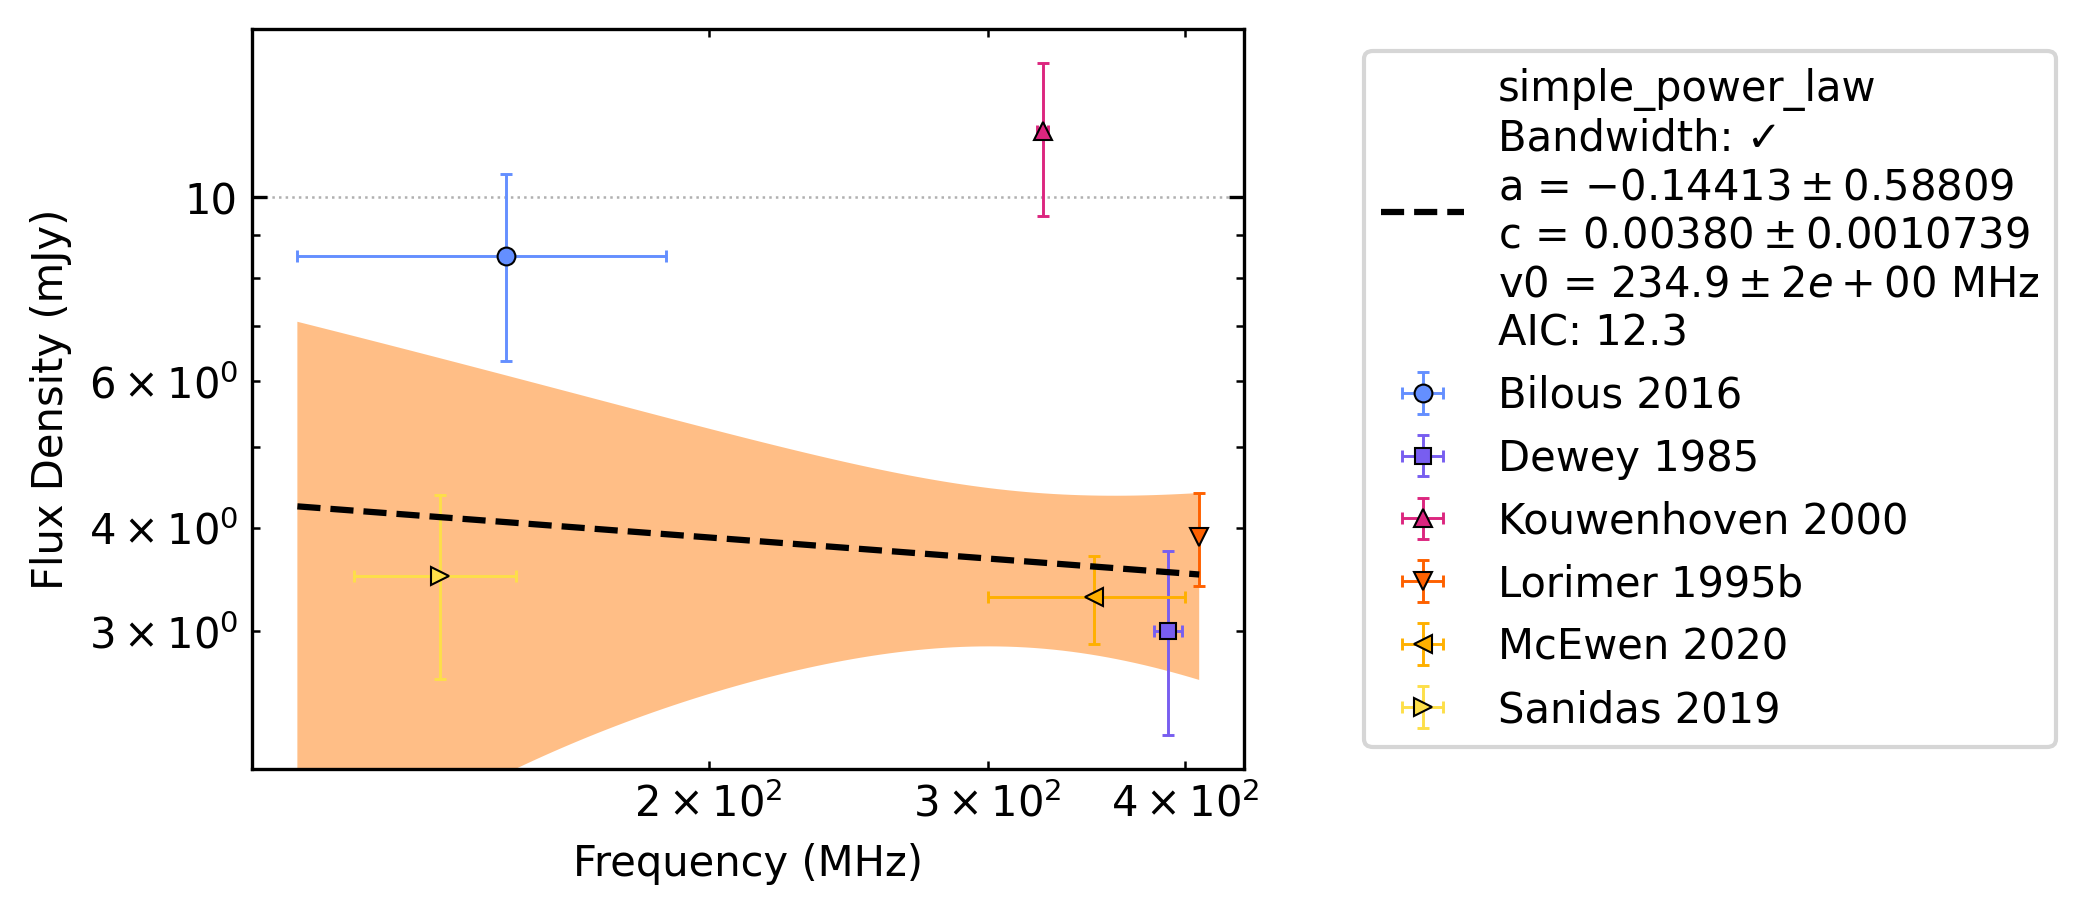 10
6 × 10⁰
4 × 10⁰
3 × 10⁰
Flux Density (mJy)
2 × 10² 3 × 10² 4 × 10²
Frequency (MHz)
simple_power_law
Bandwidth: ✓
a = −0.14413 ± 0.58809
c = 0.00380 ± 0.0010739
v0 = 234.9 ± 2e + 00 MHz
AIC: 12.3
Bilous 2016
Dewey 1985
Kouwenhoven 2000
Lorimer 1995b
McEwen 2020
Sanidas 2019